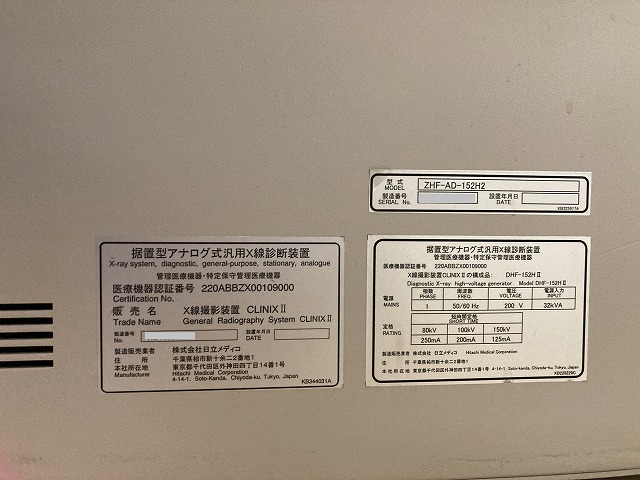 型 式
MODEL
ZHF-AD-152H2
製造番号
SERIAL No.
設置年月日
DATE
KB225917A
据置型アナログ式汎用X線診断装置
X-ray system, diagnostic, general-purpose, stationary, analogue
管理医療機器・特定保守管理医療機器
医療機器認証番号 220ABBZX00109000
Certification No.
販 売 名 X線撮影装置 CLINIX II
Trade Name General Radiography System CLINIX II
製造番号
No.
設置年月日
DATE
製造販売業者 株式会社 日立メディコ
住 所 千葉県柏市新十余二2番地1
本社所在地 東京都千代田区外神田四丁目14番1号
Manufacturer Hitachi Medical Corporation
4-14-1, Soto-Kanda, Chiyoda-ku, Tokyo, Japan
KB344031A
据置型アナログ式汎用X線診断装置
管理医療機器・特定保守管理医療機器
医療機器認証番号 220ABBZX00109000
X線撮影装置CLINIX IIの構成品: DHF-152H II
Diagnostic X-ray high-voltage generator Model DHF-152H II
電源
MAINS
相数 周波数 電圧 電源入力
PHASE FREQ. VOLTAGE INPUT
1 50/60 Hz 200 V 32kVA
定格
RATING
短時間定格
SHORT TIME
80kV 100kV 150kV
250mA 200mA 125mA
製造販売業者 株式会社 日立メディコ Hitachi Medical Corporation
住 所 千葉県柏市新十余二2番地1
本社所在地 東京都千代田区外神田四丁目14番1号 4-14-1, Soto-Kanda, Chiyoda-ku, Tokyo, Japan